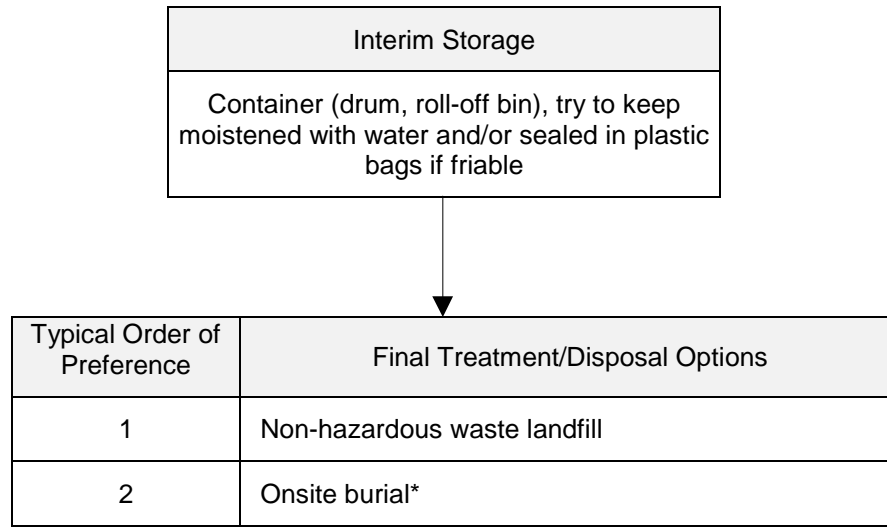 Interim Storage
Container (drum, roll-off bin), try to keep
moistened with water and/or sealed in plastic
bags if friable
Typical Order of
Preference
Final Treatment/Disposal Options
1
Non-hazardous waste landfill
2
Onsite burial*